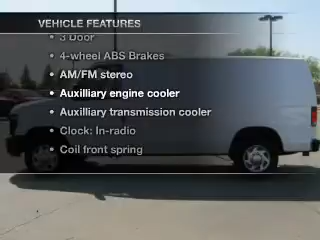 VEHICLE FEATURES
• 3 Door
• 4-wheel ABS Brakes
• AM/FM stereo
• Auxilliary engine cooler
• Auxilliary transmission cooler
• Clock: In-radio
• Coil front spring